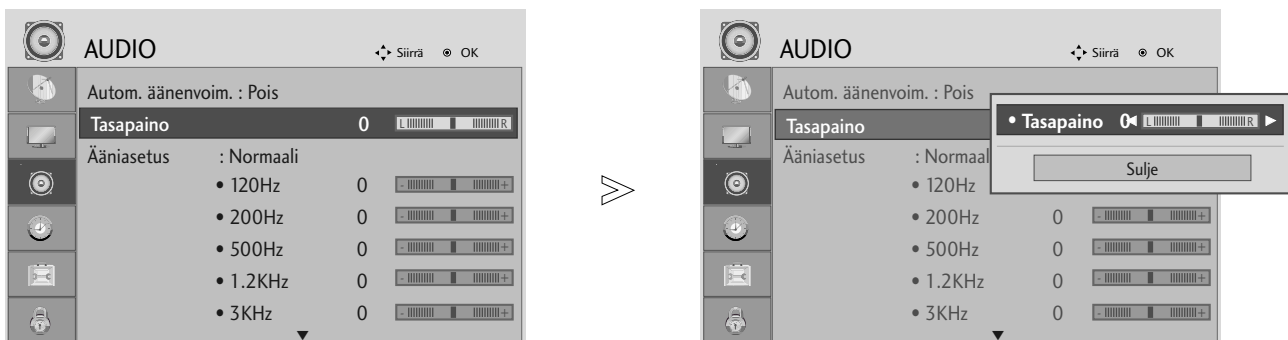 AUDIO Siirrä OK
Autom. äänenvoim. : Pois
Tasapaino 0 L R
Ääniasetus : Normaali
• 120Hz 0 - +
• 200Hz 0 - +
• 500Hz 0 - +
• 1.2KHz 0 - +
• 3KHz 0 - +
AUDIO Siirrä OK
Autom. äänenvoim. : Pois
Tasapaino
• Tasapaino 0 L R
Sulje
Ääniasetus : Normaal
• 120Hz
• 200Hz 0 - +
• 500Hz 0 - +
• 1.2KHz 0 - +
• 3KHz 0 - +